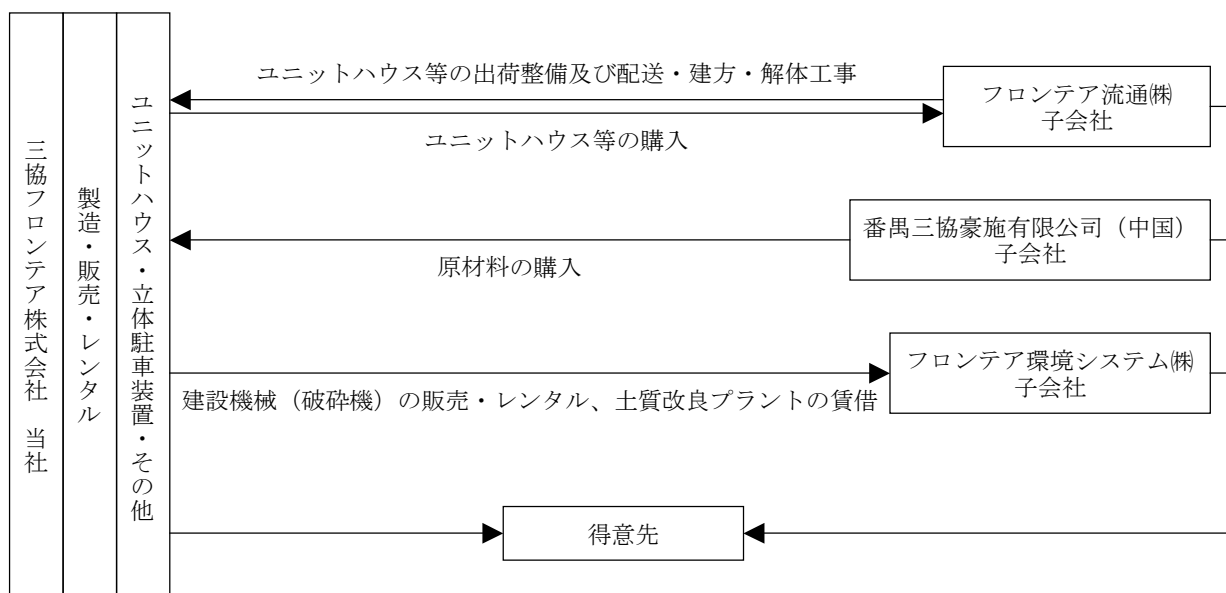 三協フロンテア株式会社 当社
製造・販売・レンタル
ユニットハウス・立体駐車装置・その他
ユニットハウス等の出荷整備及び配送・建方・解体工事
フロンテア流通㈱
子会社
ユニットハウス等の購入
番禺三協豪施有限公司（中国）
子会社
原材料の購入
フロンテア環境システム㈱
子会社
建設機械（破砕機）の販売・レンタル、土質改良プラントの賃借
得意先